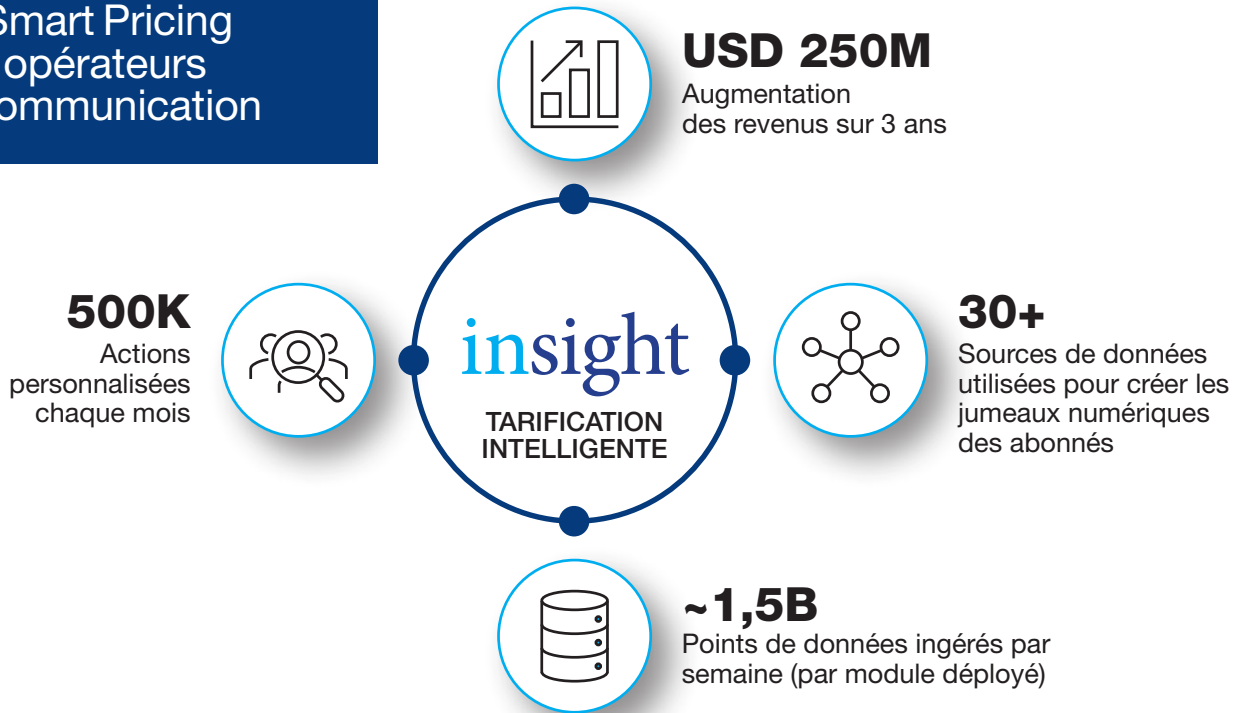 Smart Pricing
opérateurs
communication
USD 250M
Augmentation
des revenus sur 3 ans
500K
Actions
personnalisées
chaque mois
insight
TARIFICATION
INTELLIGENTE
30+
Sources de données
utilisées pour créer les
jumeaux numériques
des abonnés
~1,5B
Points de données ingérés par
semaine (par module déployé)